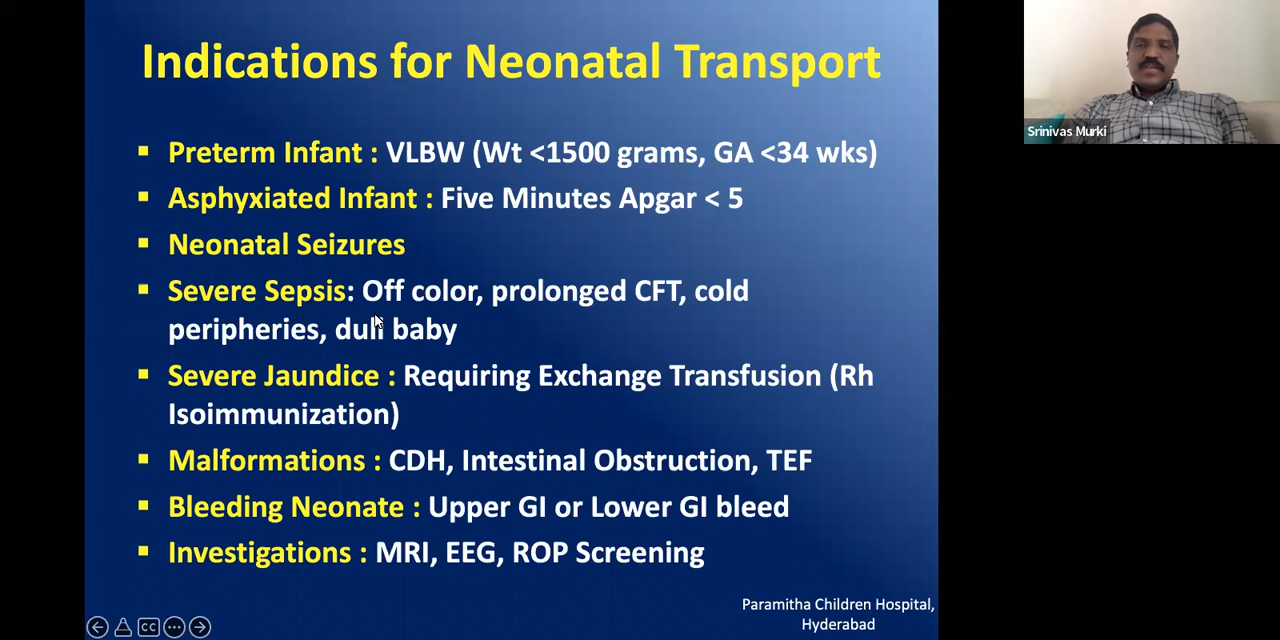 Indications for Neonatal Transport
Preterm Infant : VLBW (Wt <1500 grams, GA <34 wks)
Asphyxiated Infant : Five Minutes Apgar < 5
Neonatal Seizures
Severe Sepsis: Off color, prolonged CFT, cold
peripheries, dull baby
Severe Jaundice : Requiring Exchange Transfusion (Rh
Isoimmunization)
Malformations : CDH, Intestinal Obstruction, TEF
Bleeding Neonate : Upper GI or Lower GI bleed
Investigations : MRI, EEG, ROP Screening
Paramitha Children Hospital,
Hyderabad
CC
Srinivas Murki